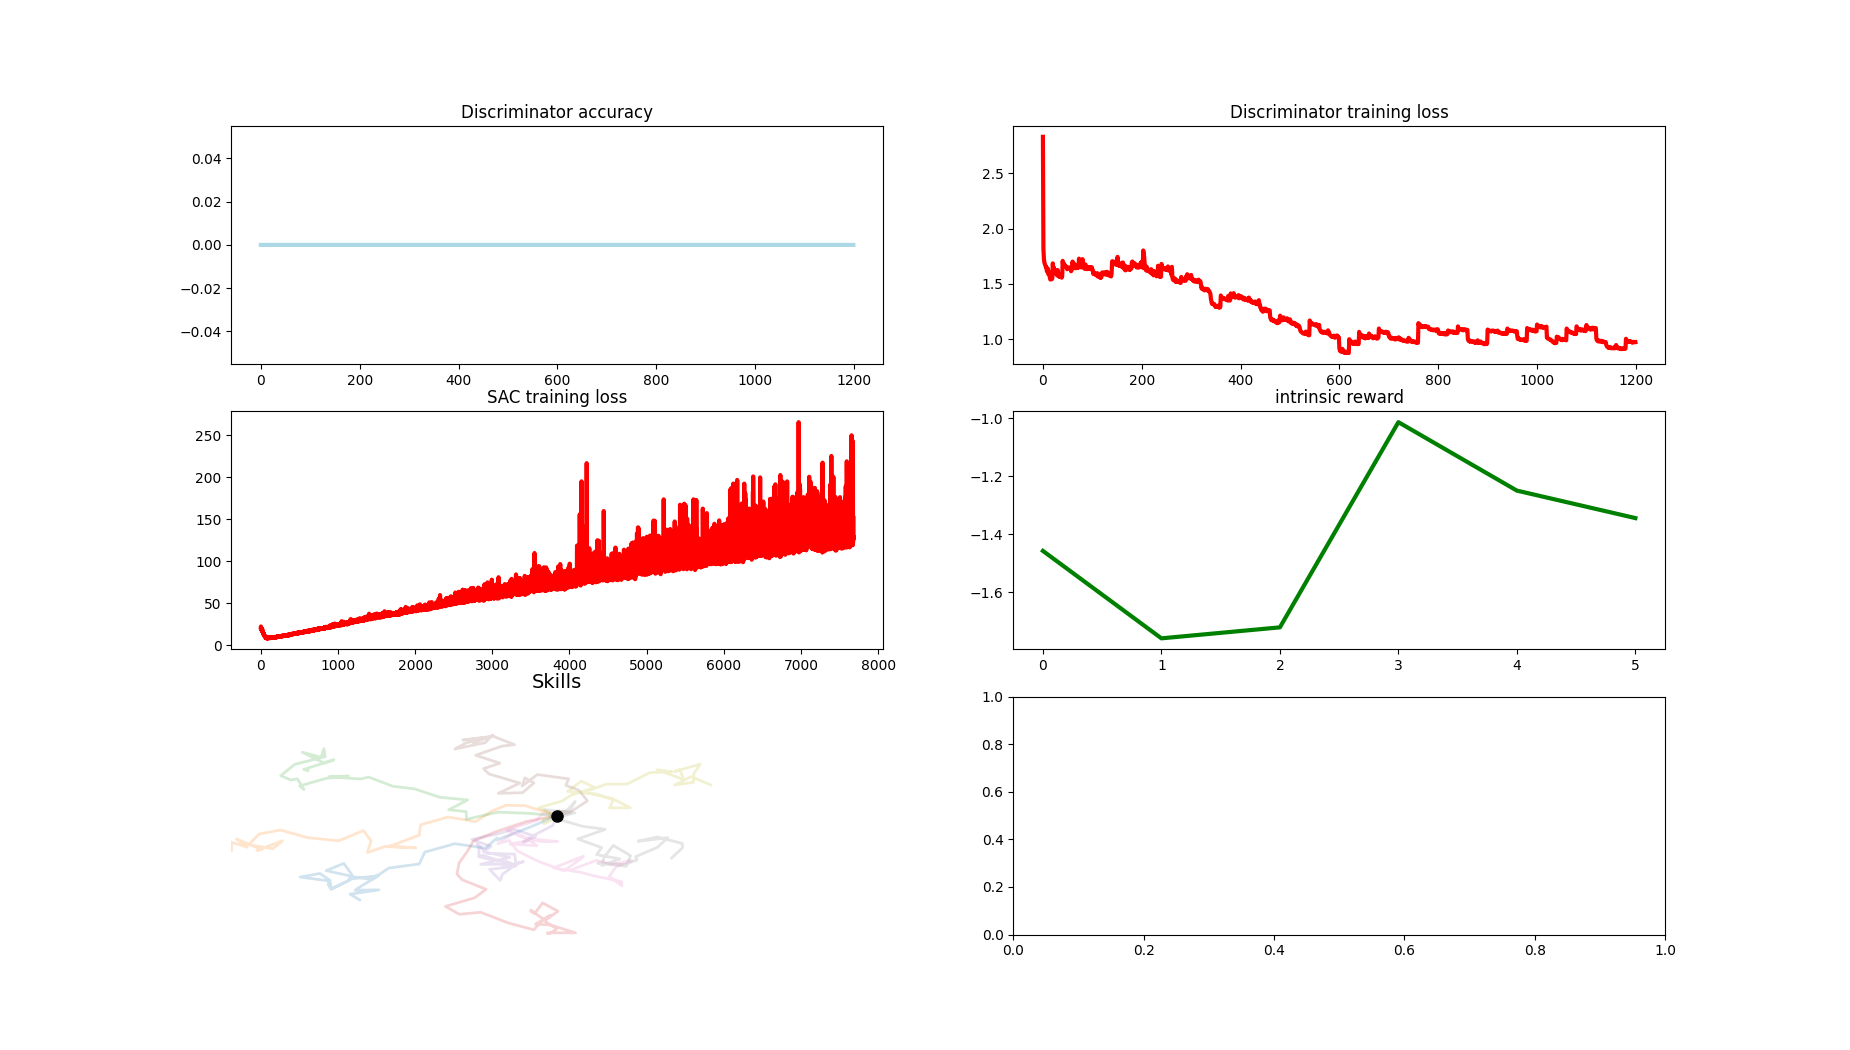 Discriminator accuracy
0.04
0.02
0.00
−0.02
−0.04
0 200 400 600 800 1000 1200
Discriminator training loss
2.5
2.0
1.5
1.0
0 200 400 600 800 1000 1200
SAC training loss
250
200
150
100
50
0
0 1000 2000 3000 4000 5000 6000 7000 8000
intrinsic reward
−1.0
−1.2
−1.4
−1.6
0 1 2 3 4 5
Skills
1.0
0.8
0.6
0.4
0.2
0.0
0.0 0.2 0.4 0.6 0.8 1.0